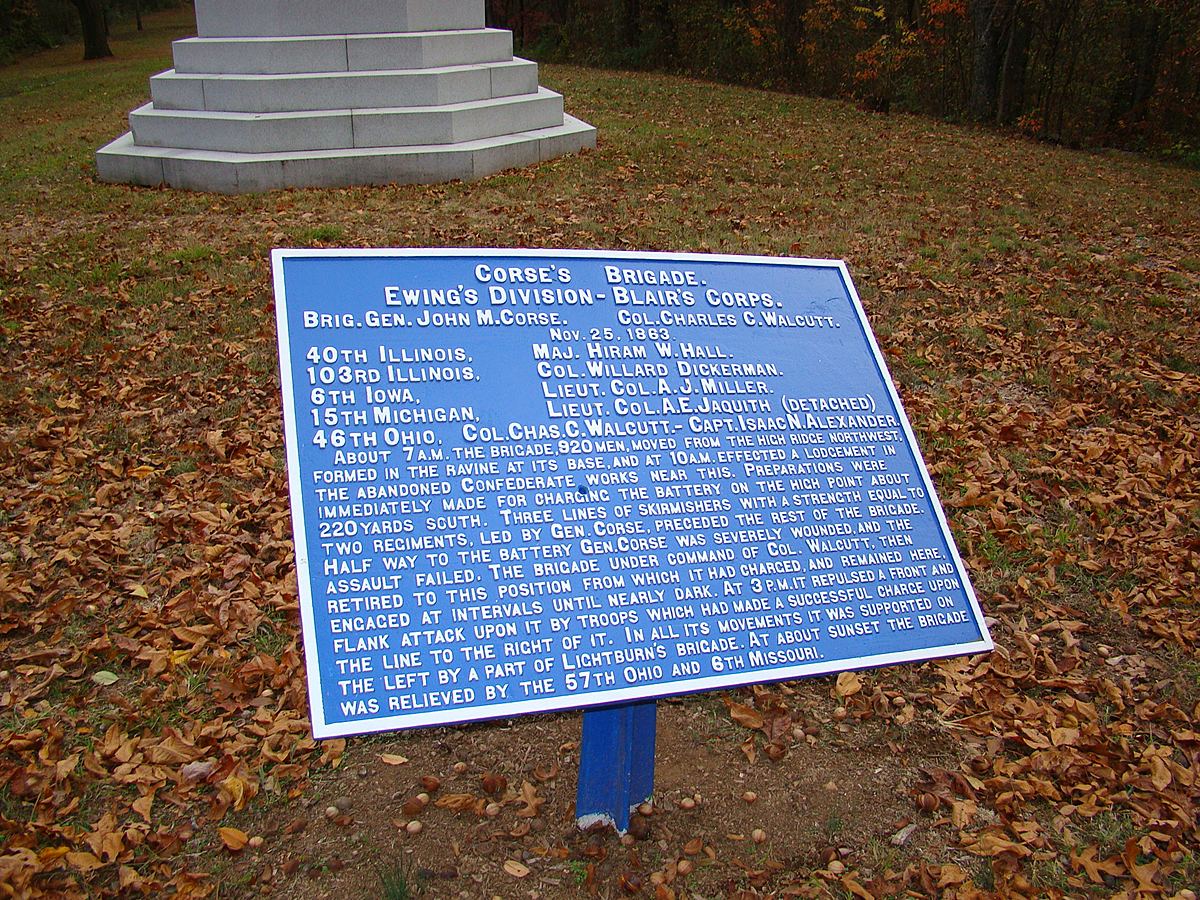 CORSE'S BRIGADE.
EWING'S DIVISION - BLAIR'S CORPS.
BRIG. GEN. JOHN M. CORSE. COL. CHARLES C. WALCUTT.
NOV. 25, 1863.
40TH ILLINOIS, MAJ. HIRAM W. HALL.
103RD ILLINOIS, COL. WILLARD DICKERMAN.
6TH IOWA, LIEUT. COL. A. J. MILLER.
15TH MICHIGAN, LIEUT. COL. A. E. JAQUITH (DETACHED)
46TH OHIO, COL. CHAS. C. WALCUTT. - CAPT. ISAAC N. ALEXANDER.
ABOUT 7 A.M. THE BRIGADE, 920 MEN, MOVED FROM THE HIGH RIDGE NORTHWEST,
FORMED IN THE RAVINE AT ITS BASE, AND AT 10 A.M. EFFECTED A LODGEMENT IN
THE ABANDONED CONFEDERATE WORKS NEAR THIS. PREPARATIONS WERE
IMMEDIATELY MADE FOR CHARGING THE BATTERY ON THE HIGH POINT ABOUT
220 YARDS SOUTH. THREE LINES OF SKIRMISHERS WITH A STRENGTH EQUAL TO
TWO REGIMENTS, LED BY GEN. CORSE, PRECEDED THE REST OF THE BRIGADE.
HALF WAY TO THE BATTERY GEN. CORSE WAS SEVERELY WOUNDED, AND THE
ASSAULT FAILED. THE BRIGADE UNDER COMMAND OF COL. WALCUTT, THEN
RETIRED TO THIS POSITION FROM WHICH IT HAD CHARGED, AND REMAINED HERE,
ENGAGED AT INTERVALS UNTIL NEARLY DARK. AT 3 P.M. IT REPULSED A FRONT AND
FLANK ATTACK UPON IT BY TROOPS WHICH HAD MADE A SUCCESSFUL CHARGE UPON
THE LINE TO THE RIGHT OF IT. IN ALL ITS MOVEMENTS IT WAS SUPPORTED ON
THE LEFT BY A PART OF LIGHTBURN'S BRIGADE. AT ABOUT SUNSET THE BRIGADE
WAS RELIEVED BY THE 57TH OHIO AND 6TH MISSOURI.